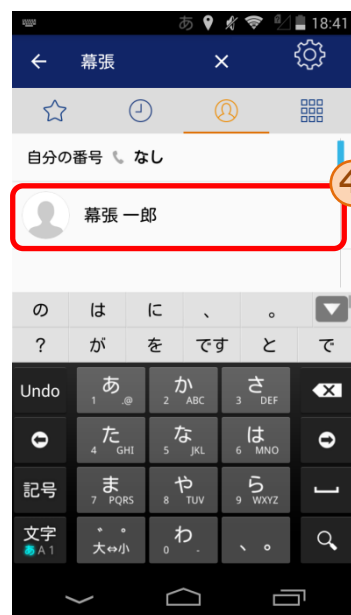 あ 18:41
幕張 ×
自分の番号 なし
4
幕張 一郎
の は に 、 。
? が を です と で
Undo あ 1 .@ か 2 ABC さ 3 DEF
た 4 GHI な 5 JKL は 6 MNO
記号 ま 7 PQRS や 8 TUV ら 9 WXYZ
文字 あA1 ゛゜ 大⇔小 わ 0 - 、。